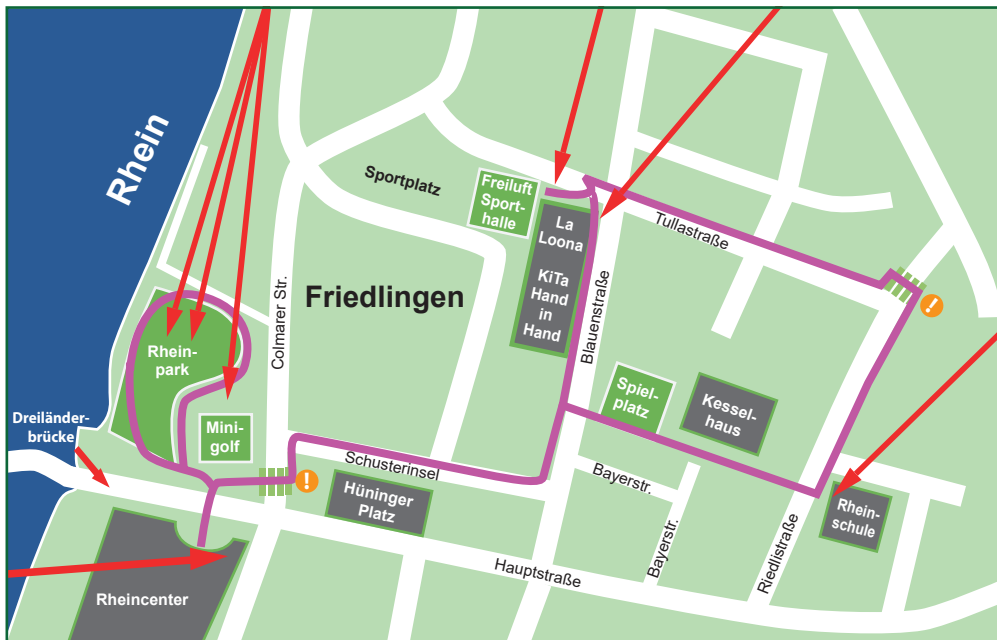 Rhein
Sportplatz
Freiluft
Sport-
halle
La
Loona
KiTa
Hand
in
Hand
Tullastraße
Blauenstraße
Friedlingen
Colmarer Str.
Rhein-
park
Mini-
golf
Dreiländer-
brücke
Spiel-
platz
Kessel-
haus
Schusterinsel
Hüninger
Platz
Bayerstr.
Bayerstr.
Riedlistraße
Rhein-
schule
Hauptstraße
Rheincenter
!
!